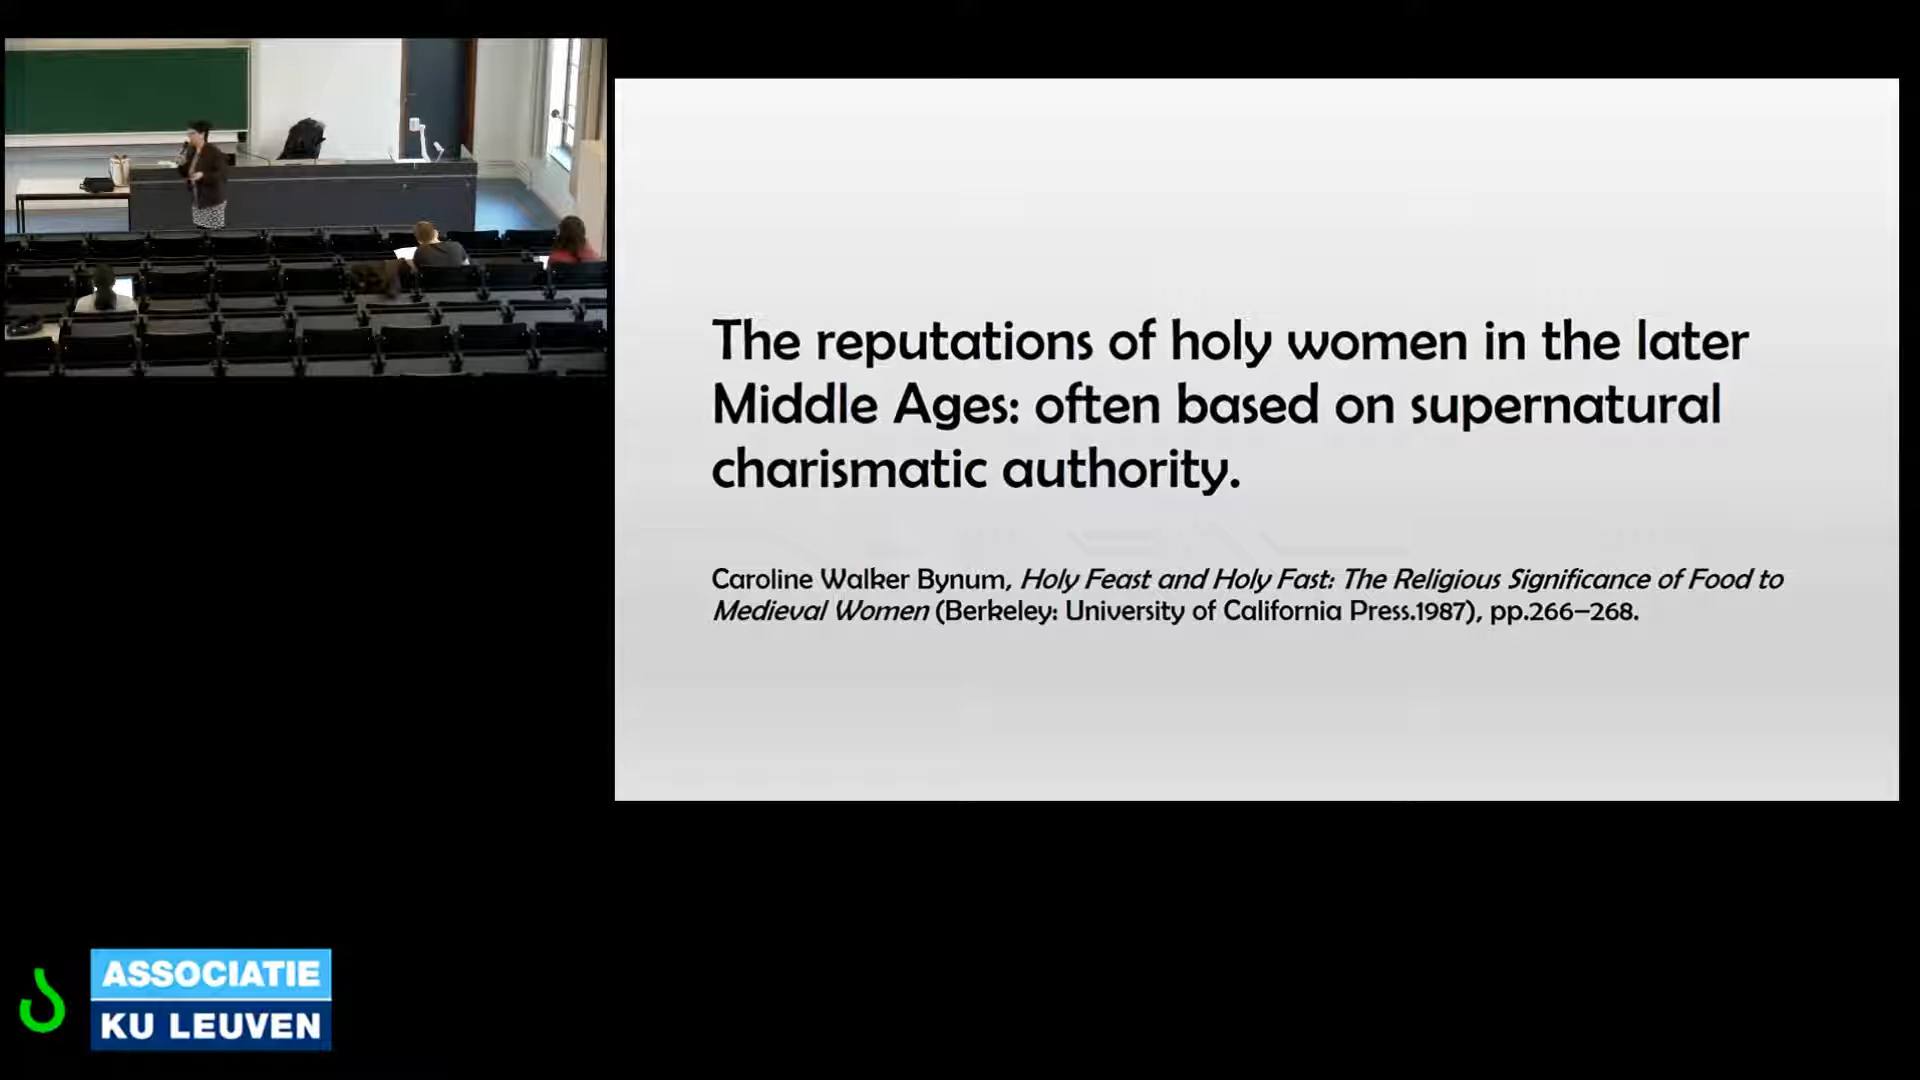 The reputations of holy women in the later
Middle Ages: often based on supernatural
charismatic authority.
Caroline Walker Bynum, Holy Feast and Holy Fast: The Religious Significance of Food to
Medieval Women (Berkeley: University of California Press.1987), pp.266–268.
ASSOCIATIE
KU LEUVEN